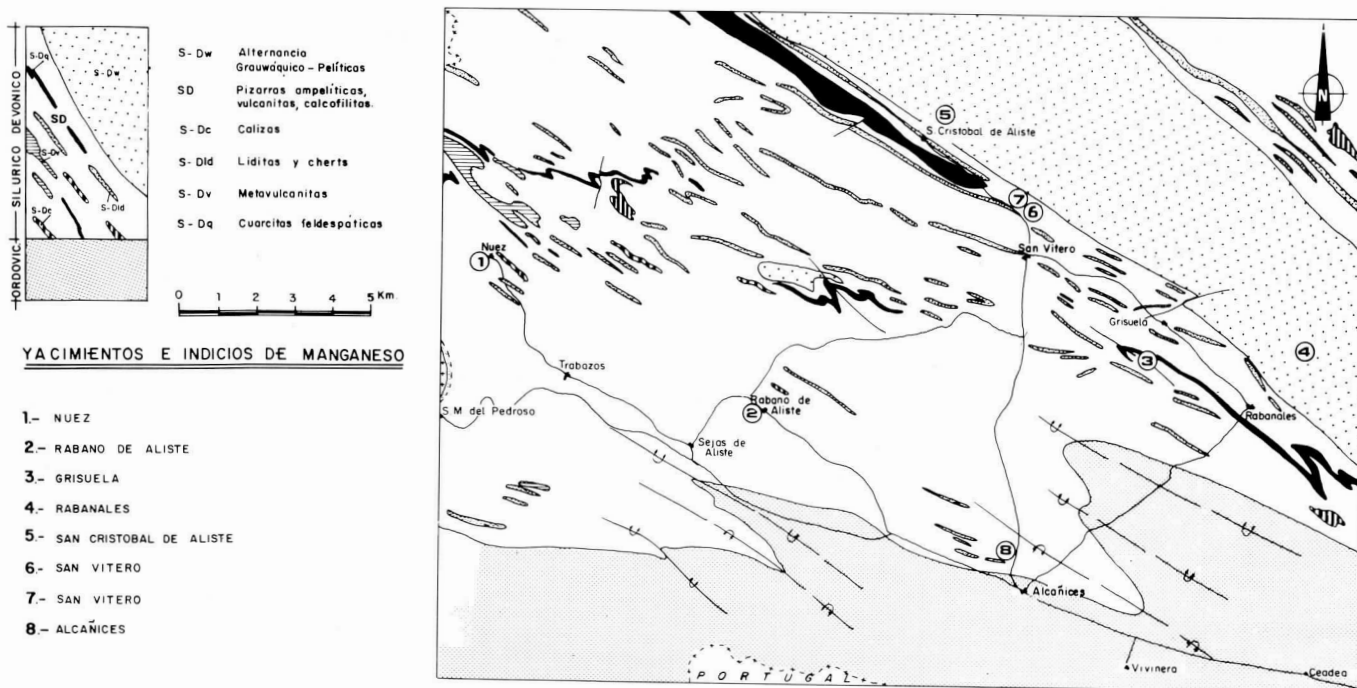 SILURICO DEVONICO
ORDOVIC.
S-Dq
S-Dw
SD
S-Dv
S-Dc
S-Dld
S-Dw Alternancia
Grauwáquico-Pelíticas
SD Pizarras ampelíticas,
vulcanitas, calcofilitas.
S-Dc Calizas
S-Dld Liditas y cherts
S-Dv Metavulcanitas
S-Dq Cuarcitas feldespáticas
0 1 2 3 4 5 Km.
YACIMIENTOS E INDICIOS DE MANGANESO
1.- NUEZ
2.- RABANO DE ALISTE
3.- GRISUELA
4.- RABANALES
5.- SAN CRISTOBAL DE ALISTE
6.- SAN VITERO
7.- SAN VITERO
8.- ALCAÑICES
N
5
S. Cristobal de Aliste
7
6
San Vitero
Nuez
1
Grisuela
3
4
Trabazos
Rabano de
2 Aliste
Rabanales
S.M. del Pedroso
Sejas de
Aliste
8
Alcañices
Vivinera
Ceadea
PORTUGAL